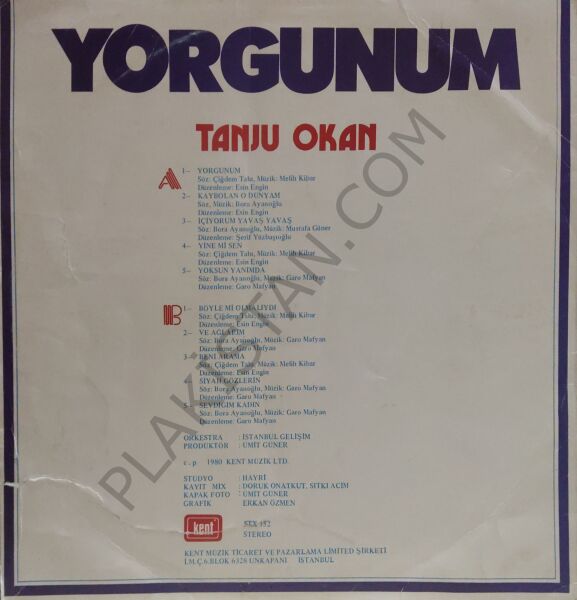 YORGUNUM
TANJU OKAN
A
1— YORGUNUM
Söz: Çiğdem Talu, Müzik: Melih Kibar
Düzenleme: Esin Engin
2— KAYBOLAN O DÜNYAM
Söz, Müzik: Bora Ayanoğlu
Düzenleme: Esin Engin
3— İÇİYORUM YAVAŞ YAVAŞ
Söz: Bora Ayanoğlu, Müzik: Mustafa Güner
Düzenleme: Şerif Yüzbaşıoğlu
4— YİNE Mİ SEN
Söz: Çiğdem Talu, Müzik: Melih Kibar
Düzenleme: Esin Engin
5— YOKSUN YANIMDA
Söz: Bora Ayanoğlu, Müzik: Garo Mafyan
Düzenleme: Garo Mafyan
B
1— BÖYLE Mİ OLMALIYDI
Söz: Çiğdem Talu, Müzik: Melih Kibar
Düzenleme: Esin Engin
2— VE AĞLARIM
Söz: Bora Ayanoğlu, Müzik: Garo Mafyan
Düzenleme: Garo Mafyan
3— BENİ ARAMA
Söz: Çiğdem Talu, Müzik: Melih Kibar
Düzenleme: Esin Engin
SİYAH GÖZLERİN
Söz: Bora Ayanoğlu, Müzik: Garo Mafyan
Düzenleme: Garo Mafyan
5— SEVDİĞİM KADIN
Söz: Bora Ayanoğlu, Müzik: Garo Mafyan
Düzenleme: Garo Mafyan
ORKESTRA : İSTANBUL GELİŞİM
PRODÜKTÖR : ÜMİT GÜNER
c . p 1980 KENT MÜZİK LTD.
STÜDYO : HAYRİ
KAYIT MIX : DORUK ONATKUT, SITKI ACIM
KAPAK FOTO : ÜMİT GÜNER
GRAFİK : ERKAN ÖZMEN
kent
STX 152
STEREO
KENT MÜZİK TİCARET VE PAZARLAMA LİMİTED ŞİRKETİ
İ.M.Ç.6.BLOK 6328 UNKAPANI İSTANBUL
PLAKİSTAN.COM